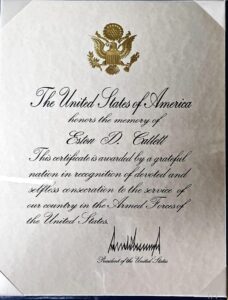 The United States of America
honors the memory of
Eston D. Cullett
This certificate is awarded by a grateful
nation in recognition of devoted and
selfless consecration to the service of
our country in the Armed Forces of
the United States.
President of the United States